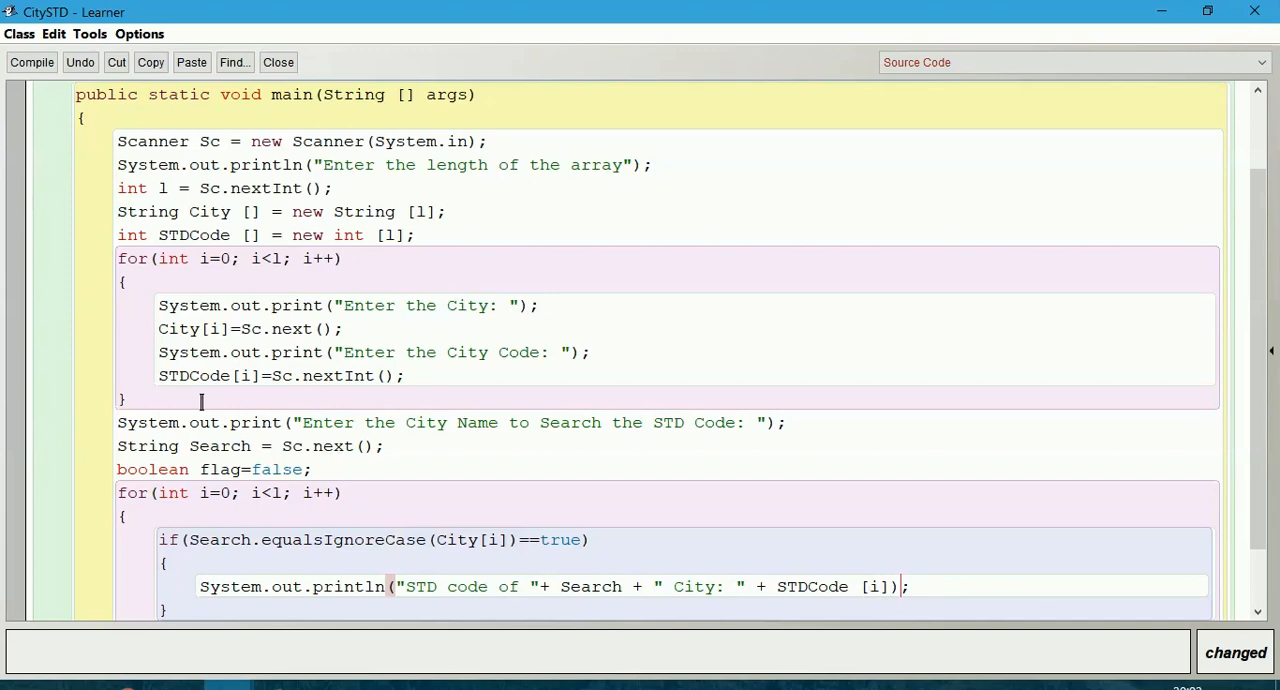 CitySTD - Learner
Class Edit Tools Options
Compile Undo Cut Copy Paste Find... Close Source Code
public static void main(String [] args)
{
Scanner Sc = new Scanner(System.in);
System.out.println("Enter the length of the array");
int l = Sc.nextInt();
String City [] = new String [l];
int STDCode [] = new int [l];
for(int i=0; i<l; i++)
{
System.out.print("Enter the City: ");
City[i]=Sc.next();
System.out.print("Enter the City Code: ");
STDCode[i]=Sc.nextInt();
}
System.out.print("Enter the City Name to Search the STD Code: ");
String Search = Sc.next();
boolean flag=false;
for(int i=0; i<l; i++)
{
if(Search.equalsIgnoreCase(City[i])==true)
{
System.out.println("STD code of "+ Search + " City: " + STDCode [i]);
}
changed